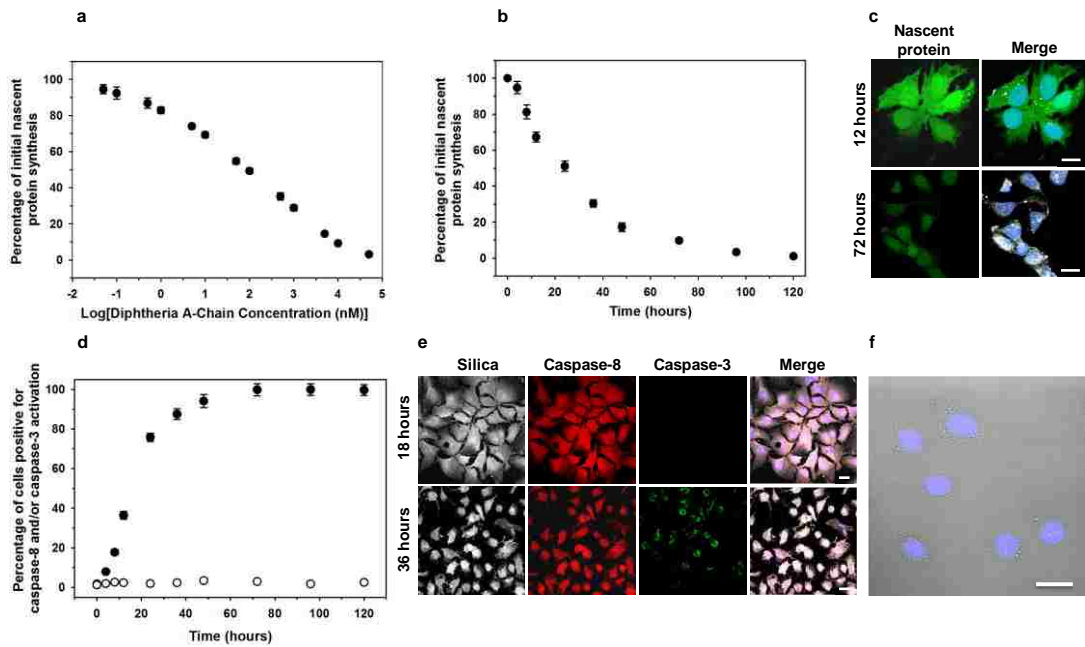 a
Percentage of initial nascent
protein synthesis
100
80
60
40
20
0
-2 -1 0 1 2 3 4 5
Log[Diphtheria A-Chain Concentration (nM)]
b
Percentage of initial nascent
protein synthesis
100
80
60
40
20
0
0 20 40 60 80 100 120
Time (hours)
c
Nascent
protein
Merge
12 hours
72 hours
d
Percentage of cells positive for
caspase-8 and/or caspase-3 activation
100
80
60
40
20
0
0 20 40 60 80 100 120
Time (hours)
e
Silica Caspase-8 Caspase-3 Merge
18 hours
36 hours
f